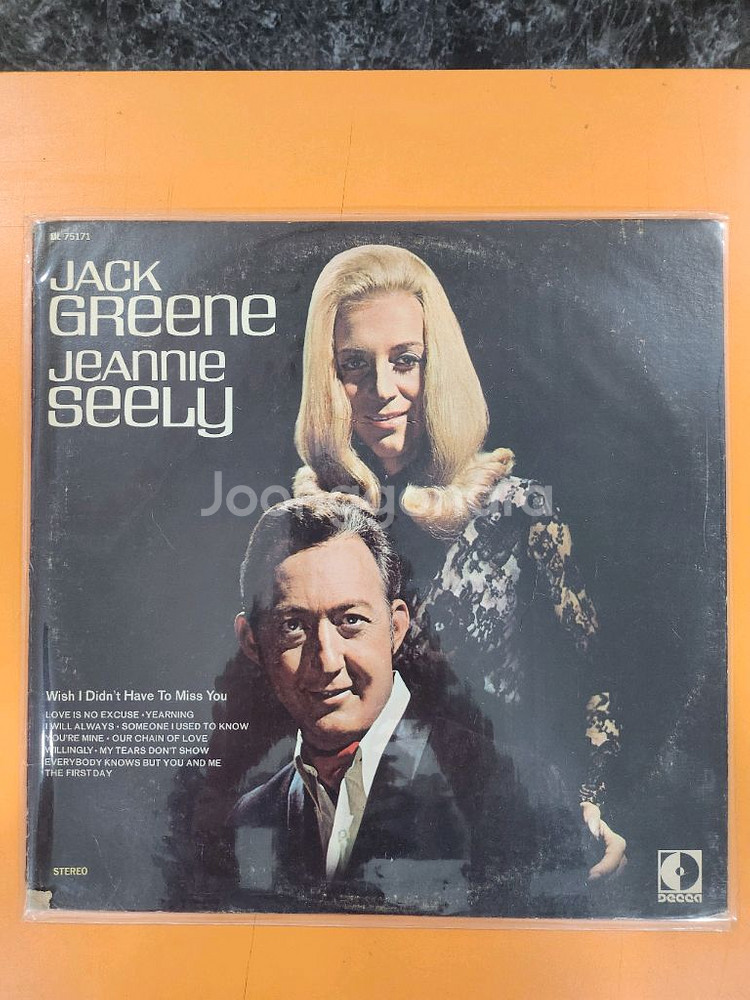 DL 75171
JACK
GREENE
JEANNIE
SEELY
Joonggonara
Wish I Didn't Have To Miss You
LOVE IS NO EXCUSE • YEARNING
I WILL ALWAYS • SOMEONE I USED TO KNOW
YOU'RE MINE • OUR CHAIN OF LOVE
WILLINGLY • MY TEARS DON'T SHOW
EVERYBODY KNOWS BUT YOU AND ME
THE FIRST DAY
STEREO
DECCA